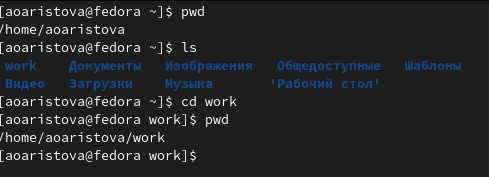 [aoaristova@fedora ~]$ pwd
/home/aoaristova
[aoaristova@fedora ~]$ ls
work Документы Изображения Общедоступные Шаблоны
Видео Загрузки Музыка 'Рабочий стол'
[aoaristova@fedora ~]$ cd work
[aoaristova@fedora work]$ pwd
/home/aoaristova/work
[aoaristova@fedora work]$